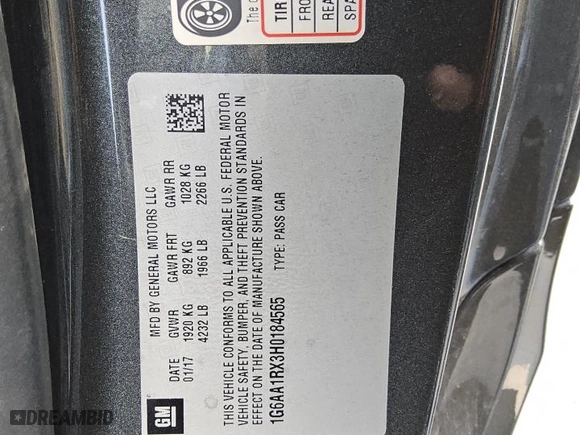 The c
TIR
FRO
REA
SPA
GM
MFD BY GENERAL MOTORS LLC
DATE GVWR GAWR FRT GAWR RR
01/17 1920 KG 892 KG 1028 KG
4232 LB 1966 LB 2266 LB
THIS VEHICLE CONFORMS TO ALL APPLICABLE U.S. FEDERAL MOTOR
VEHICLE SAFETY, BUMPER, AND THEFT PREVENTION STANDARDS IN
EFFECT ON THE DATE OF MANUFACTURE SHOWN ABOVE.
1G6AA1RX3H0184565 TYPE: PASS CAR
DREAMBID